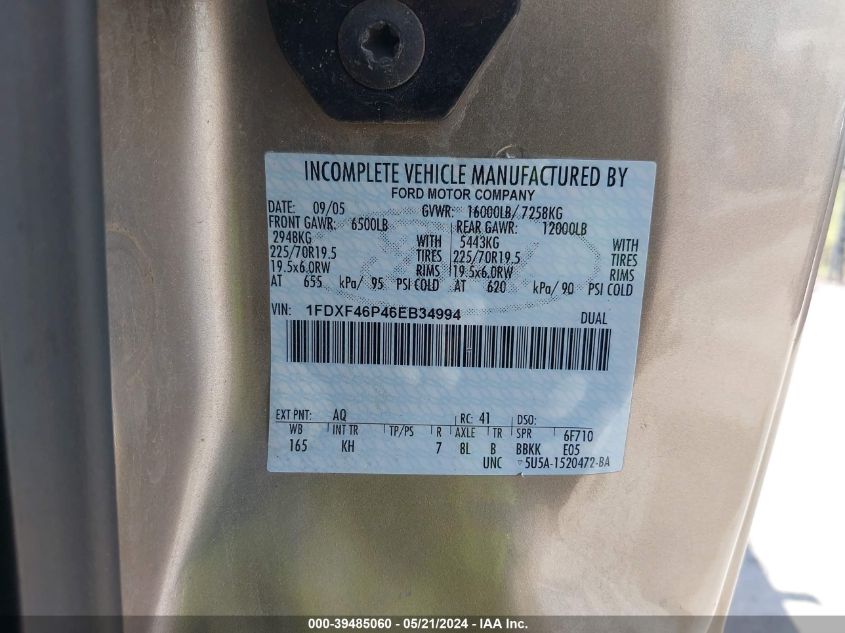 INCOMPLETE VEHICLE MANUFACTURED BY
FORD MOTOR COMPANY
DATE: 09/05 GVWR: 16000LB/ 7258KG
FRONT GAWR: 6500LB REAR GAWR: 12000LB
2948KG WITH 5443KG WITH
225/70R19.5 TIRES 225/70R19.5 TIRES
19.5x6.0RW RIMS 19.5x6.0RW RIMS
AT 655 kPa/ 95 PSI COLD AT 620 kPa/ 90 PSI COLD
VIN: 1FDXF46P46EB34994 DUAL
EXT PNT: AQ RC: 41 DSO:
WB INT TR TP/PS R AXLE TR SPR 6F710
165 KH 7 8L B BBKK E05
UNC 5U5A-1520472-BA
000-39485060 - 05/21/2024 - IAA Inc.